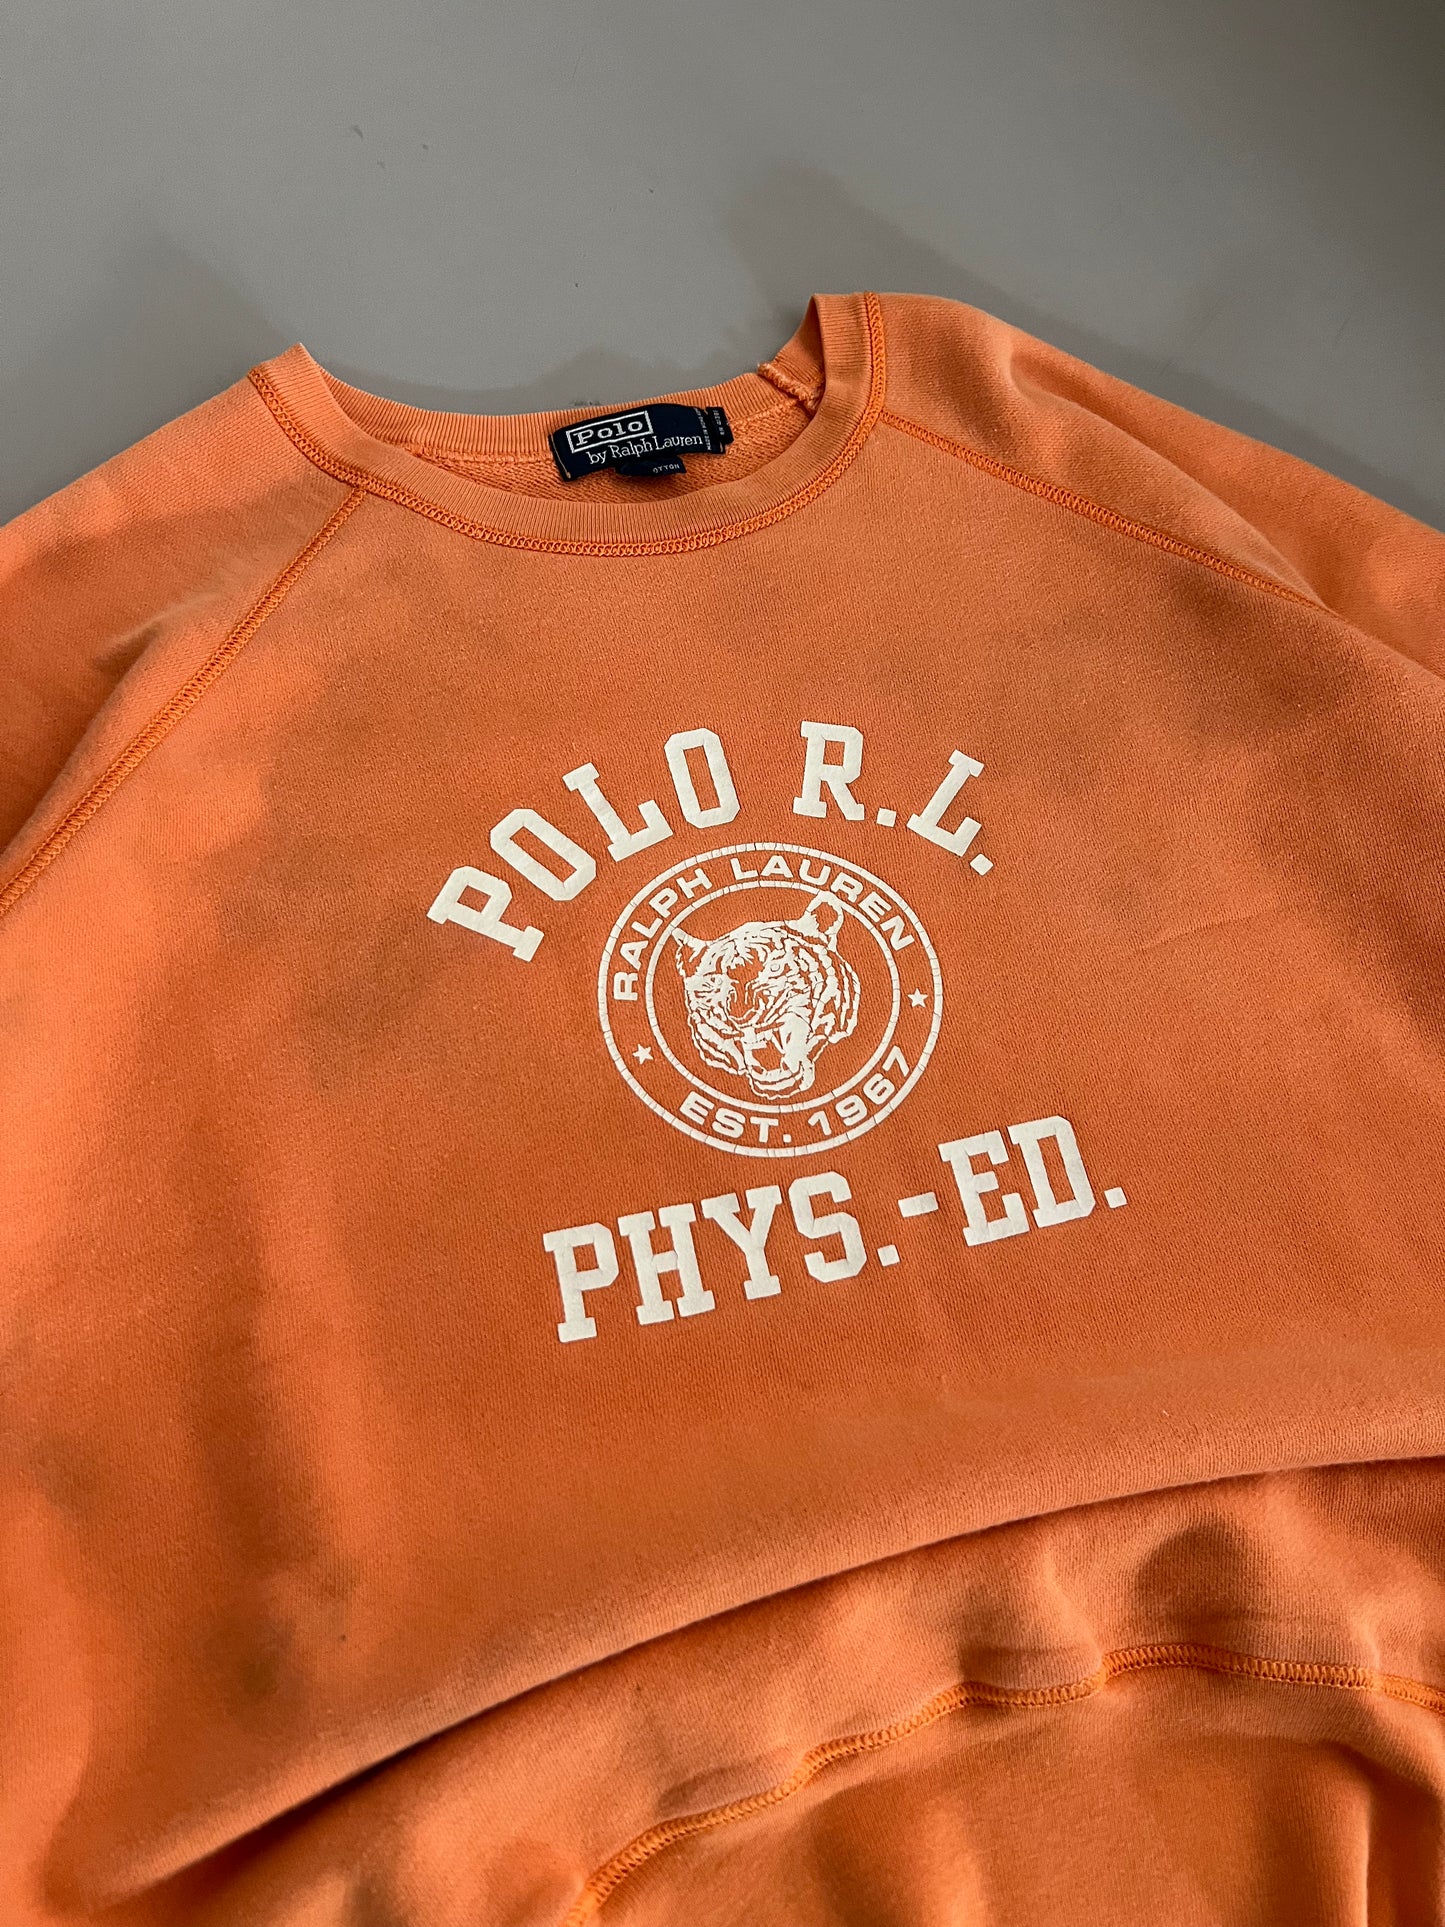 Polo
by Ralph Lauren
POLO R.L.
RALPH LAUREN
EST. 1967
PHYS.-ED.